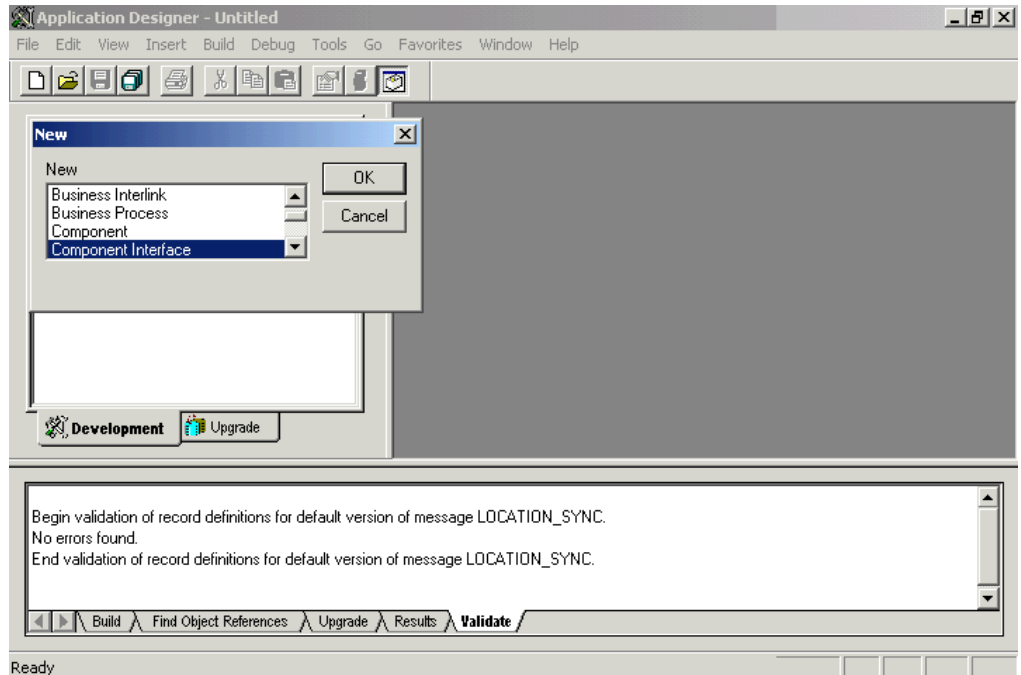 Application Designer - Untitled
File Edit View Insert Build Debug Tools Go Favorites Window Help
New
New
Business Interlink
Business Process
Component
Component Interface
OK
Cancel
Development
Upgrade
Begin validation of record definitions for default version of message LOCATION_SYNC.
No errors found.
End validation of record definitions for default version of message LOCATION_SYNC.
Build Find Object References Upgrade Results Validate
Ready